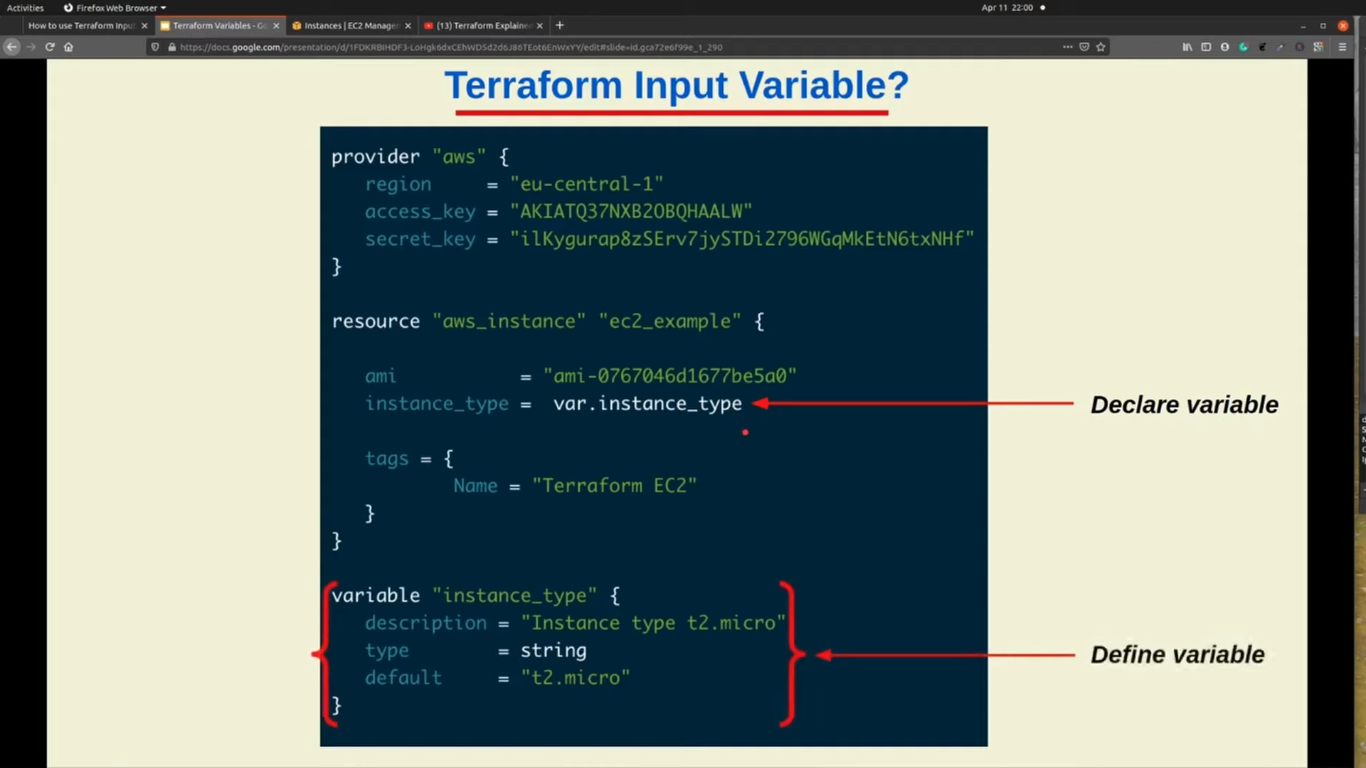 Activities
Firefox Web Browser
Apr 11 22:00
How to use Terraform Inpu
Terraform Variables - Go
Instances | EC2 Manage
(13) Terraform Explaine
https://docs.google.com/presentation/d/1FDKRBIHDF3-LoHgk6dxCEhWDSd2d6J86TEot6EnWxYY/edit#slide=id.gca72e6f99e_1_290
Terraform Input Variable?
provider "aws" {
region = "eu-central-1"
access_key = "AKIATQ37NXB2OBQHAALW"
secret_key = "ilKygurap8zSErv7jySTDi2796WGqMkEtN6txNHf"
}
resource "aws_instance" "ec2_example" {
ami = "ami-0767046d1677be5a0"
instance_type = var.instance_type
Declare variable
tags = {
Name = "Terraform EC2"
}
}
variable "instance_type" {
description = "Instance type t2.micro"
type = string
Define variable
default = "t2.micro"
}